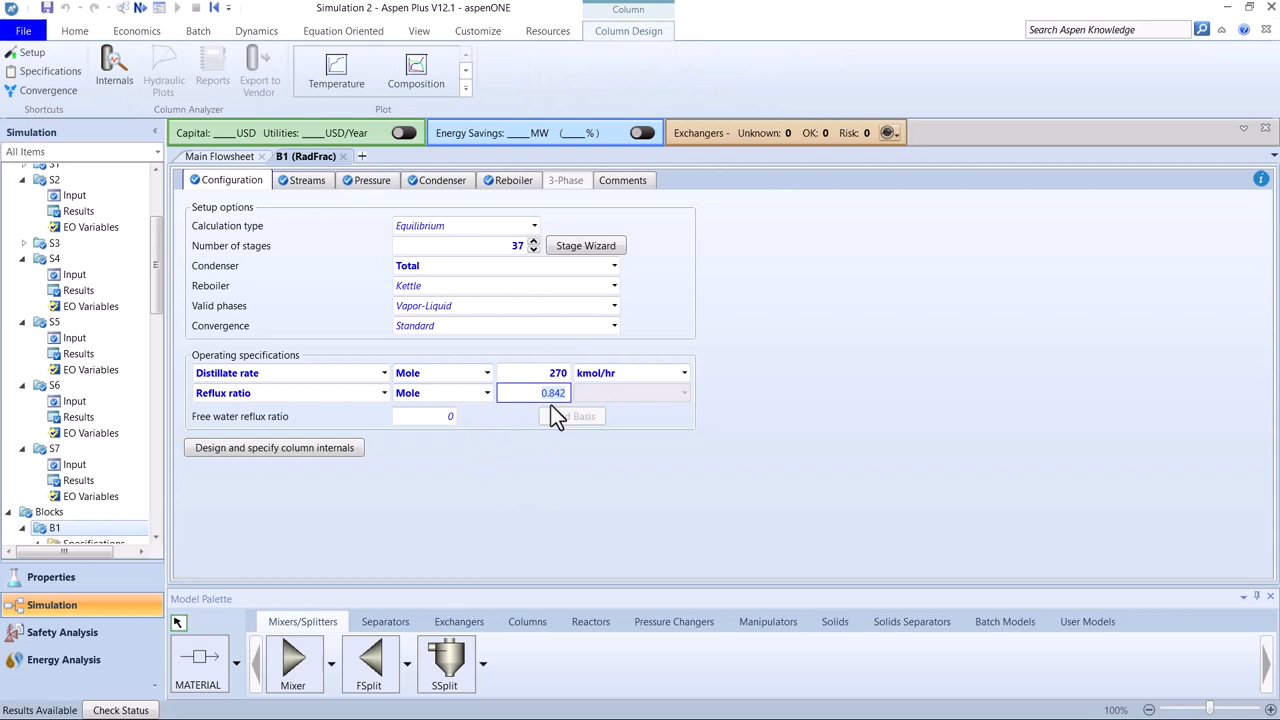 Simulation 2 - Aspen Plus V12.1 - aspenONE
Column
File
Home
Economics
Batch
Dynamics
Equation Oriented
View
Customize
Resources
Column Design
Search Aspen Knowledge
Setup
Specifications
Convergence
Shortcuts
Internals
Hydraulic
Plots
Reports
Export to
Vendor
Column Analyzer
Temperature
Composition
Plot
Simulation
All Items
Capital: ____USD Utilities: ____USD/Year
Energy Savings: ____MW (____%)
Exchangers - Unknown: 0 OK: 0 Risk: 0
Main Flowsheet
B1 (RadFrac)
Configuration
Streams
Pressure
Condenser
Reboiler
3-Phase
Comments
S1
S2
Input
Results
EO Variables
S3
S4
Input
Results
EO Variables
S5
Input
Results
EO Variables
S6
Input
Results
EO Variables
S7
Input
Results
EO Variables
Blocks
B1
Specifications
Setup options
Calculation type Equilibrium
Number of stages 37 Stage Wizard
Condenser Total
Reboiler Kettle
Valid phases Vapor-Liquid
Convergence Standard
Operating specifications
Distillate rate Mole 270 kmol/hr
Reflux ratio Mole 0.842
Free water reflux ratio 0 Basis
Design and specify column internals
Properties
Simulation
Safety Analysis
Energy Analysis
Model Palette
Mixers/Splitters
Separators
Exchangers
Columns
Reactors
Pressure Changers
Manipulators
Solids
Solids Separators
Batch Models
User Models
MATERIAL
Mixer
FSplit
SSplit
Results Available
Check Status
100%